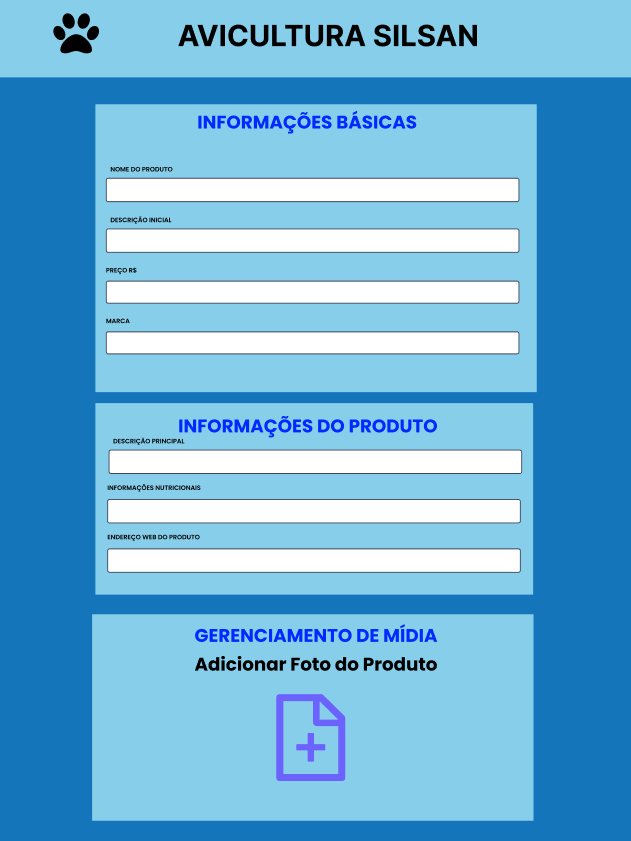 AVICULTURA SILSAN
INFORMAÇÕES BÁSICAS
NOME DO PRODUTO
DESCRIÇÃO INICIAL
PREÇO R$
MARCA
INFORMAÇÕES DO PRODUTO
DESCRIÇÃO PRINCIPAL
INFORMAÇÕES NUTRICIONAIS
ENDEREÇO WEB DO PRODUTO
GERENCIAMENTO DE MÍDIA
Adicionar Foto do Produto